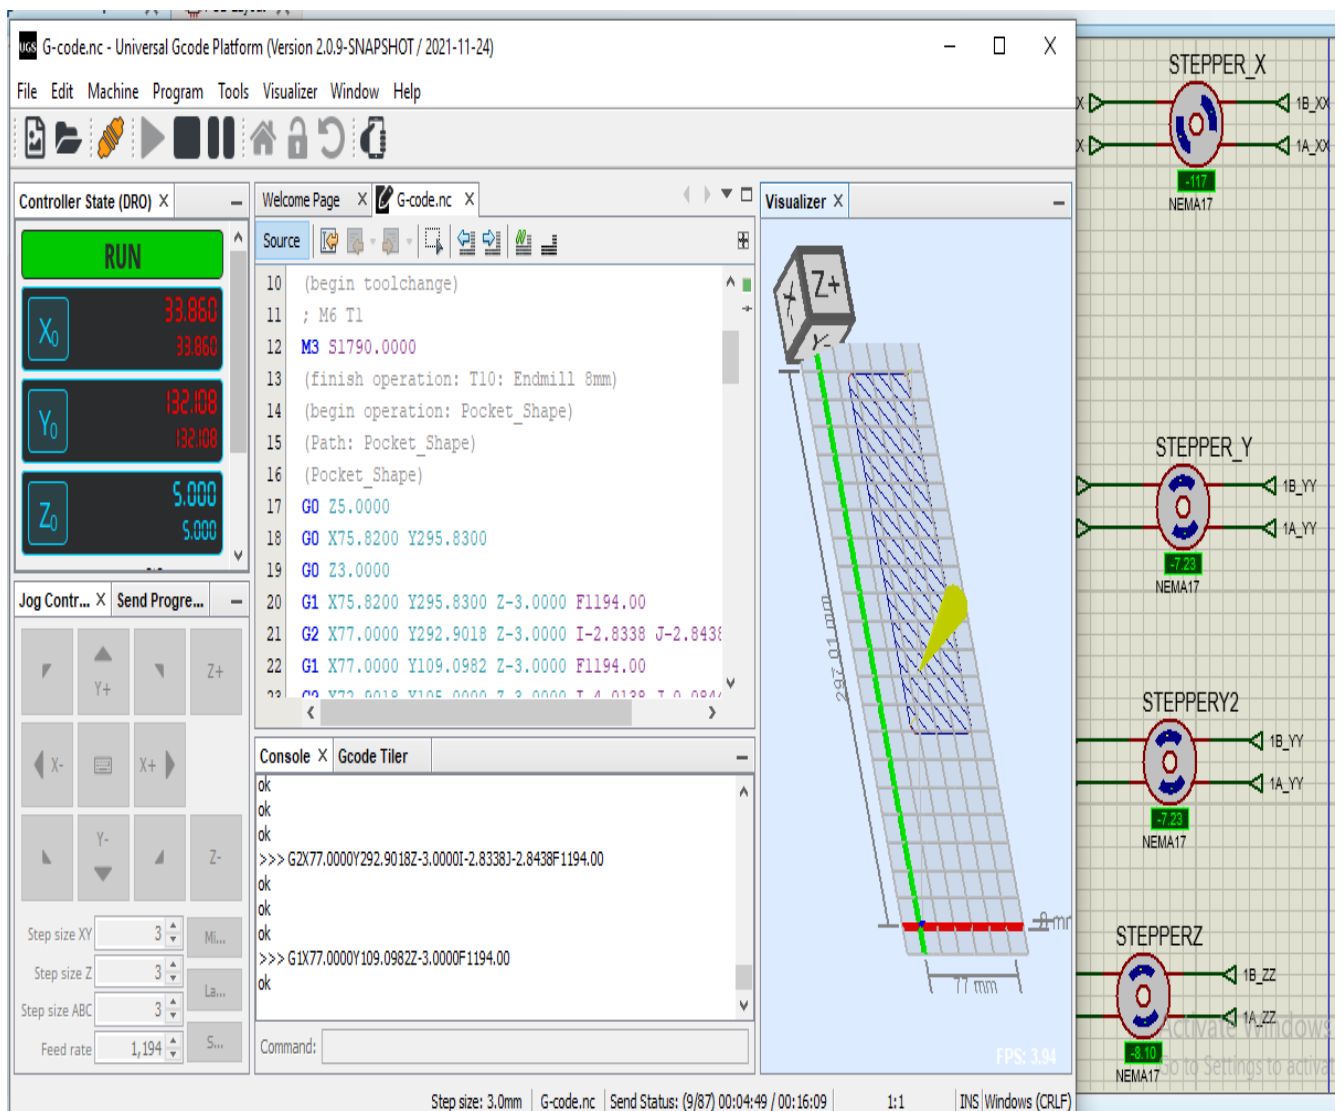 UGS G-code.nc - Universal Gcode Platform (Version 2.0.9-SNAPSHOT / 2021-11-24)
File Edit Machine Program Tools Visualizer Window Help
Controller State (DRO) X
RUN
X0 33.860
33.860
Y0 132.108
132.108
Z0 5.000
5.000
Jog Contr... X Send Progre...
Y+
Z+
X-
X+
Y-
Z-
Step size XY 3 Mi...
Step size Z 3
La...
Step size ABC 3
Feed rate 1,194 S...
Welcome Page X G-code.nc X
Source
10 (begin toolchange)
11 ; M6 T1
12 M3 S1790.0000
13 (finish operation: T10: Endmill 8mm)
14 (begin operation: Pocket_Shape)
15 (Path: Pocket_Shape)
16 (Pocket_Shape)
17 G0 Z5.0000
18 G0 X75.8200 Y295.8300
19 G0 Z3.0000
20 G1 X75.8200 Y295.8300 Z-3.0000 F1194.00
21 G2 X77.0000 Y292.9018 Z-3.0000 I-2.8338 J-2.8438
22 G1 X77.0000 Y109.0982 Z-3.0000 F1194.00
Console X Gcode Tiler
ok
ok
ok
>>> G2X77.0000Y292.9018Z-3.0000I-2.8338J-2.8438F1194.00
ok
ok
ok
>>> G1X77.0000Y109.0982Z-3.0000F1194.00
ok
Command:
Visualizer X
X-
Z+
Y-
297.01 mm
77 mm
FPS: 3.94
Step size: 3.0mm G-code.nc Send Status: (9/87) 00:04:49 / 00:16:09 1:1 INS Windows (CRLF)
STEPPER_X
X 1B_XX
X 1A_XX
-117
NEMA17
STEPPER_Y
1B_YY
1A_YY
-7.23
NEMA17
STEPPERY2
1B_YY
1A_YY
-7.23
NEMA17
STEPPERZ
1B_ZZ
1A_ZZ
-8.10
NEMA17
Activate Windows
Go to Settings to activat